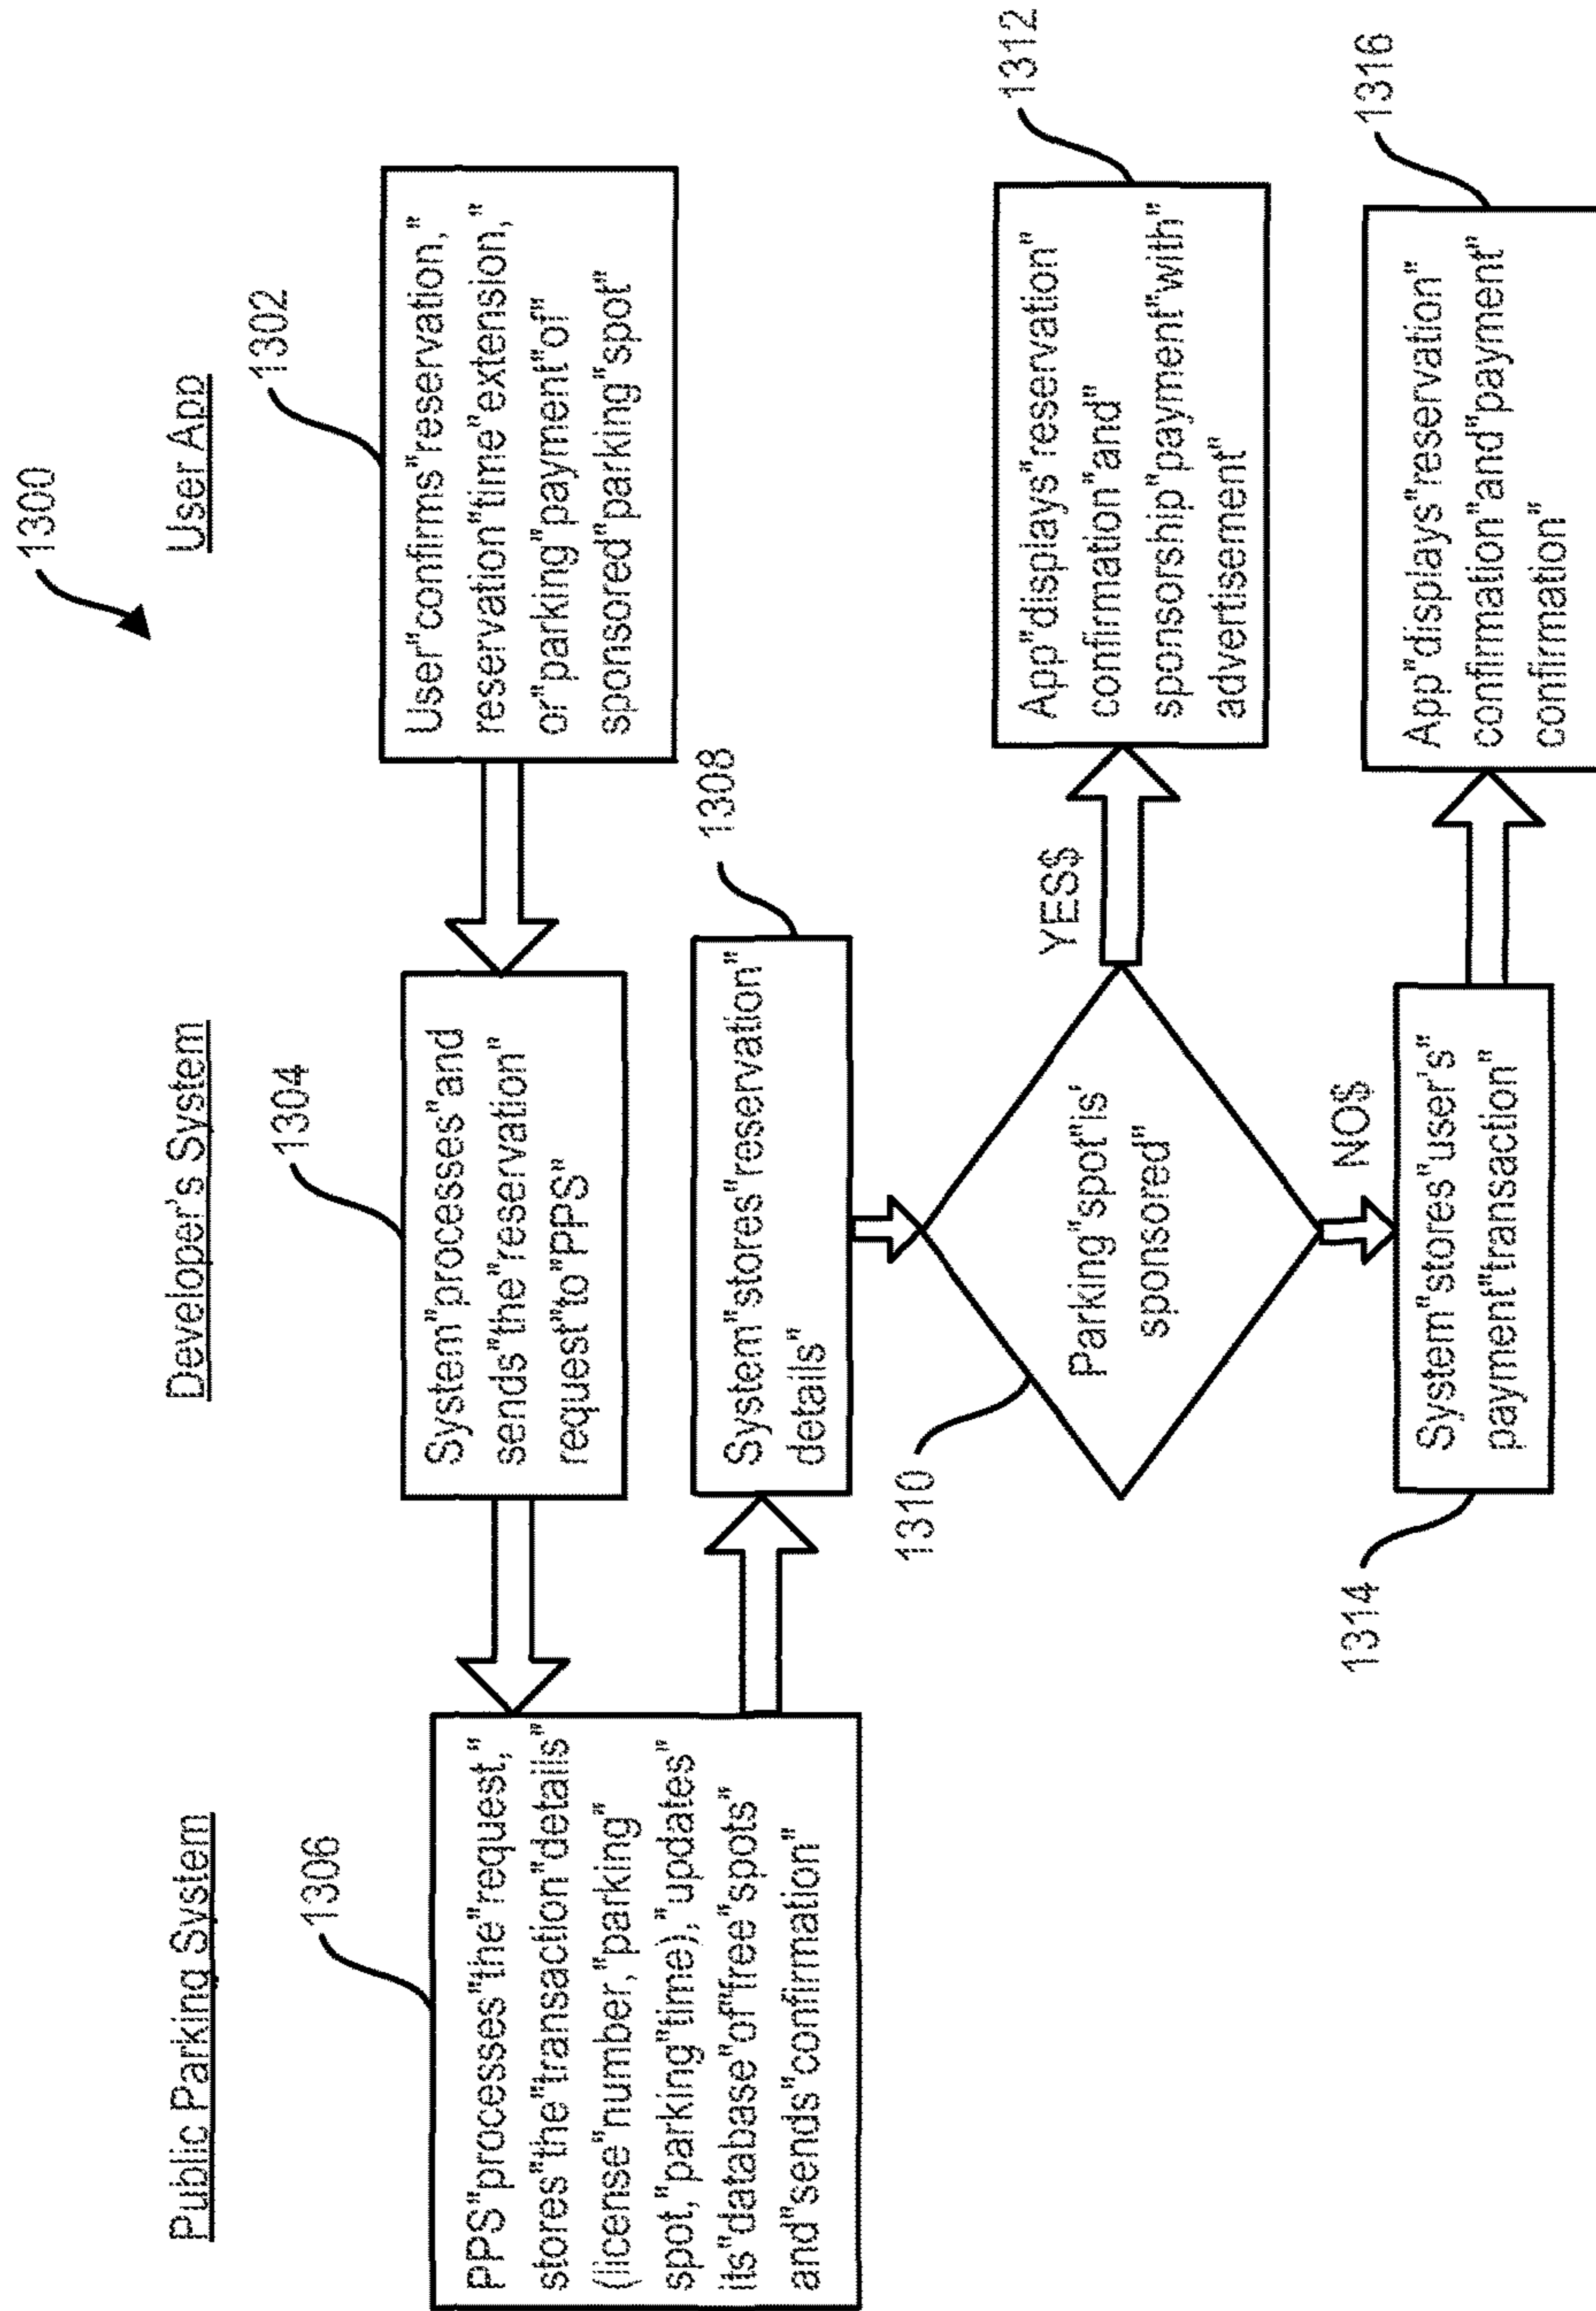 1300
Public Parking System
Developer's System
User App
1302
User"confirms"reservation,"
reservation"time"extension,"
or"parking"payment"of"
sponsored"parking"spot"
1304
System"processes"and
sends"the"reservation"
request"to"PPS"
1306
PPS"processes"the"request,"
stores"the"transaction"details"
(license"number,"parking"
spot,"parking"time),"updates"
its"database"of"free"spots"
and"sends"confirmation"
1308
System"stores"reservation"
details"
1310
Parking"spot"is'
sponsored"
YES$
1312
App"displays"reservation"
confirmation"and"
sponsorship"payment"with"
advertisement"
NO$
1314
System"stores"user's"
payment"transaction"
1316
App"displays"reservation"
confirmation"and"payment"
confirmation"